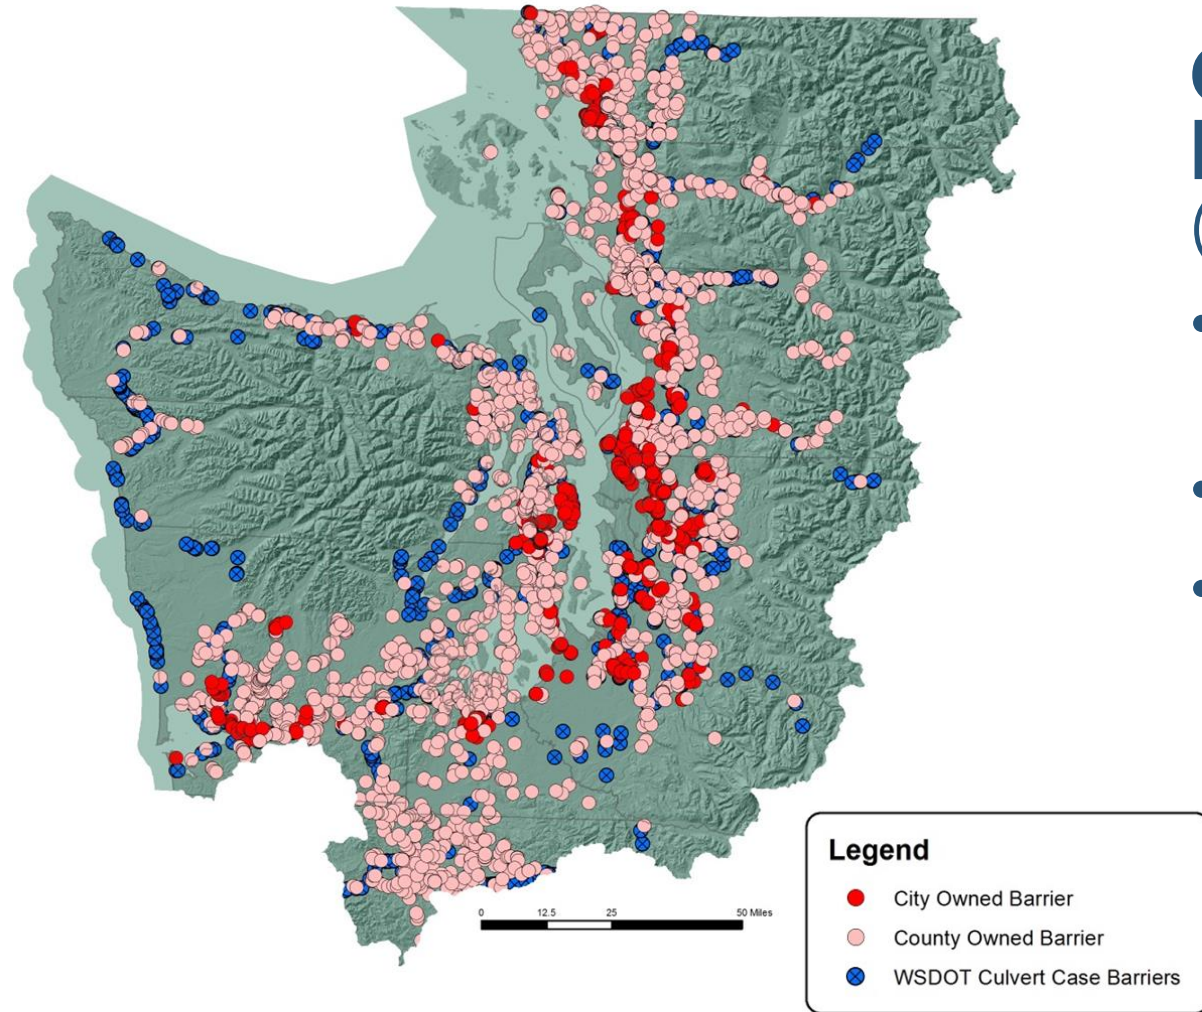 0 12.5 25 50 Miles
Legend
City Owned Barrier
County Owned Barrier
WSDOT Culvert Case Barriers